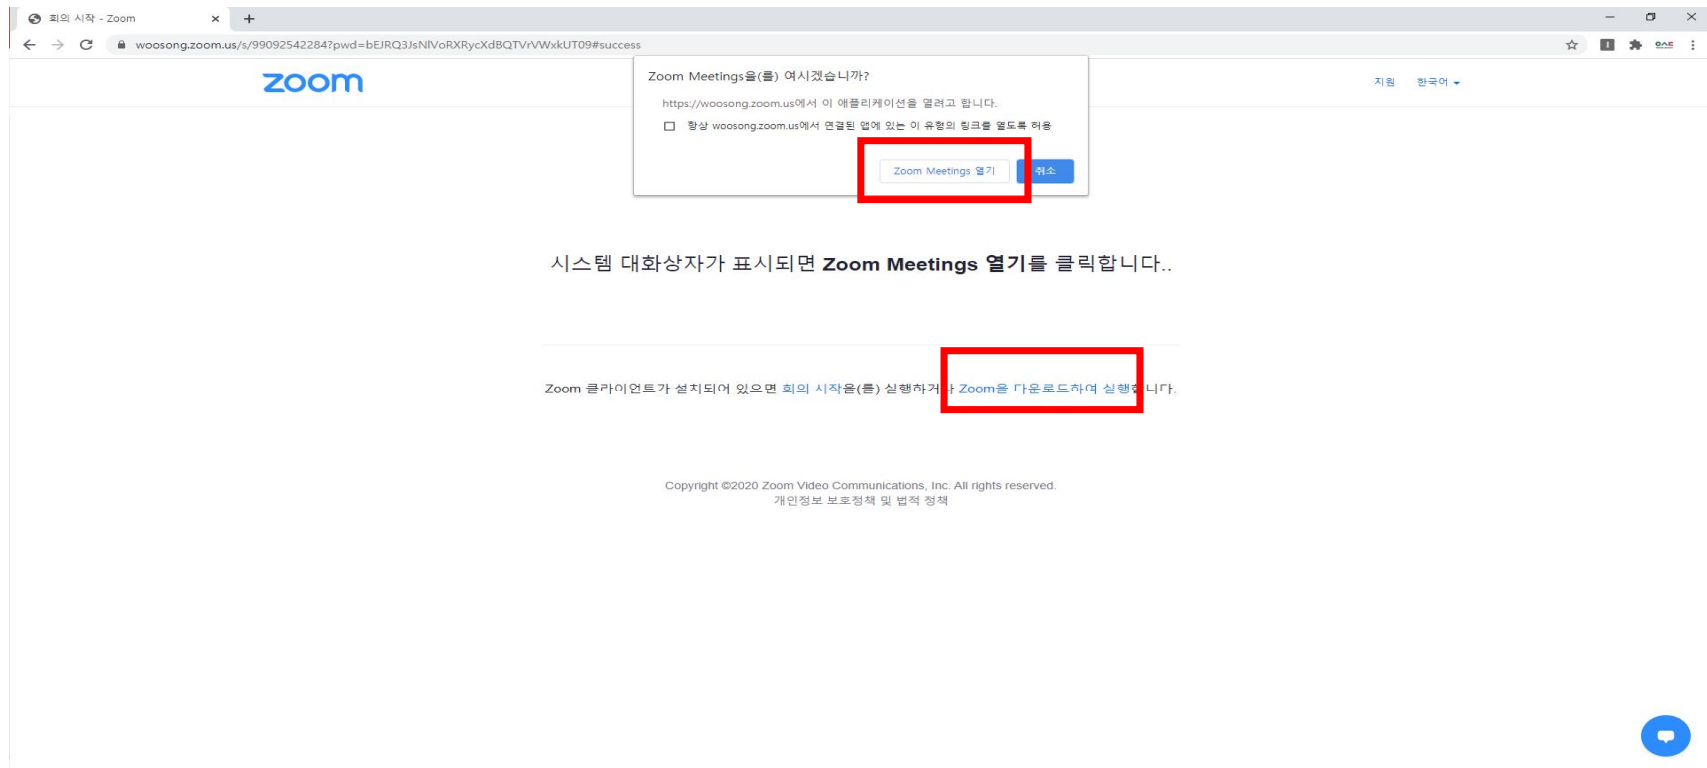 회의 시작 - Zoom
woosong.zoom.us/s/99092542284?pwd=bEJRQ3JsNlVoRXRycXdBQTVrVWxkUT09#success
zoom
지원 한국어
Zoom Meetings을(를) 여시겠습니까?
https://woosong.zoom.us에서 이 애플리케이션을 열려고 합니다.
항상 woosong.zoom.us에서 연결된 앱에 있는 이 유형의 링크를 열도록 허용
Zoom Meetings 열기 취소
시스템 대화상자가 표시되면 Zoom Meetings 열기를 클릭합니다..
Zoom 클라이언트가 설치되어 있으면 회의 시작을(를) 실행하거나 Zoom을 다운로드하여 실행합니다.
Copyright ©2020 Zoom Video Communications, Inc. All rights reserved.
개인정보 보호정책 및 법적 정책